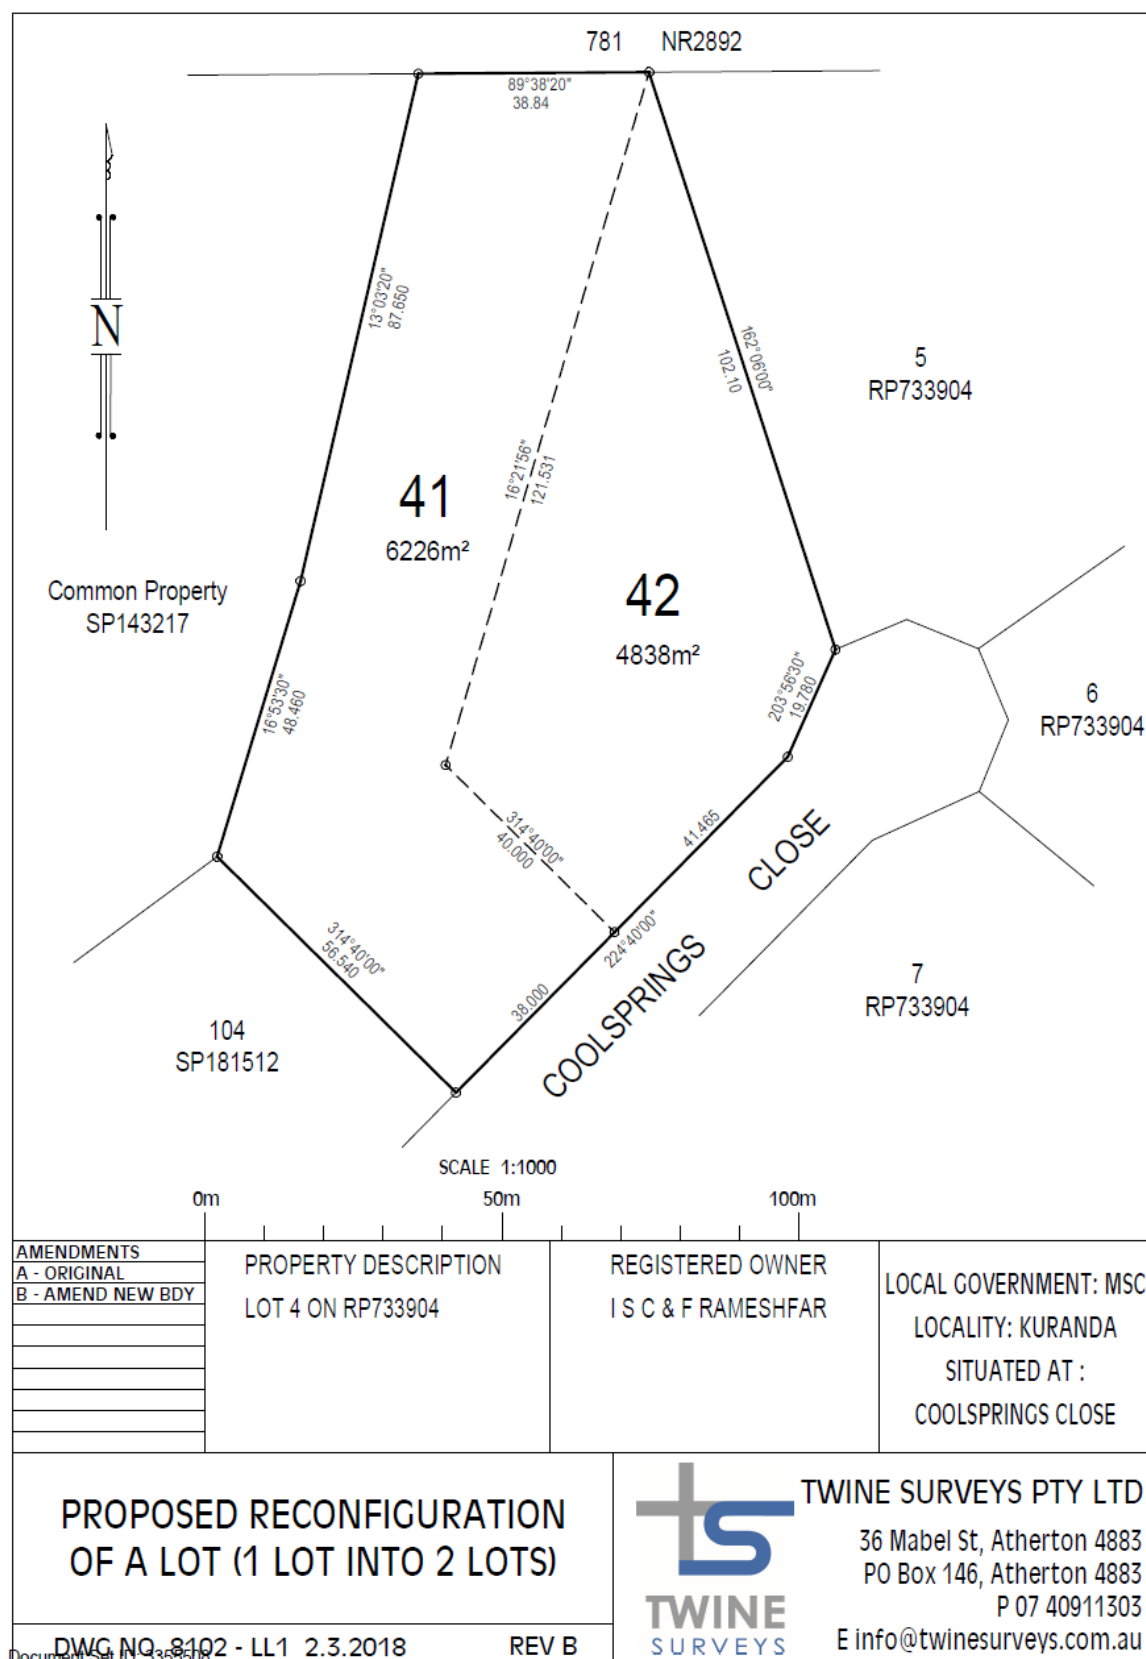 781 NR2892
89°38'20"
38.84
13°03'20"
87.650
162°06'00"
102.10
5
RP733904
16°21'56"
121.531
N
41
6226m²
42
4838m²
Common Property
SP143217
16°53'30"
48.460
203°56'30"
19.780
6
RP733904
314°40'00"
40.000
41.465
CLOSE
224°40'00"
COOLSPRINGS
314°40'00"
56.540
38.000
7
RP733904
104
SP181512
SCALE 1:1000
0m 50m 100m
AMENDMENTS
A - ORIGINAL
B - AMEND NEW BDY
PROPERTY DESCRIPTION
LOT 4 ON RP733904
REGISTERED OWNER
I S C & F RAMESHFAR
LOCAL GOVERNMENT: MSC
LOCALITY: KURANDA
SITUATED AT :
COOLSPRINGS CLOSE
PROPOSED RECONFIGURATION
OF A LOT (1 LOT INTO 2 LOTS)
DWG NO. 8102 - LL1 2.3.2018 REV B
Document Set ID:
ts
TWINE
SURVEYS
TWINE SURVEYS PTY LTD
36 Mabel St, Atherton 4883
PO Box 146, Atherton 4883
P 07 40911303
E info@twinesurveys.com.au